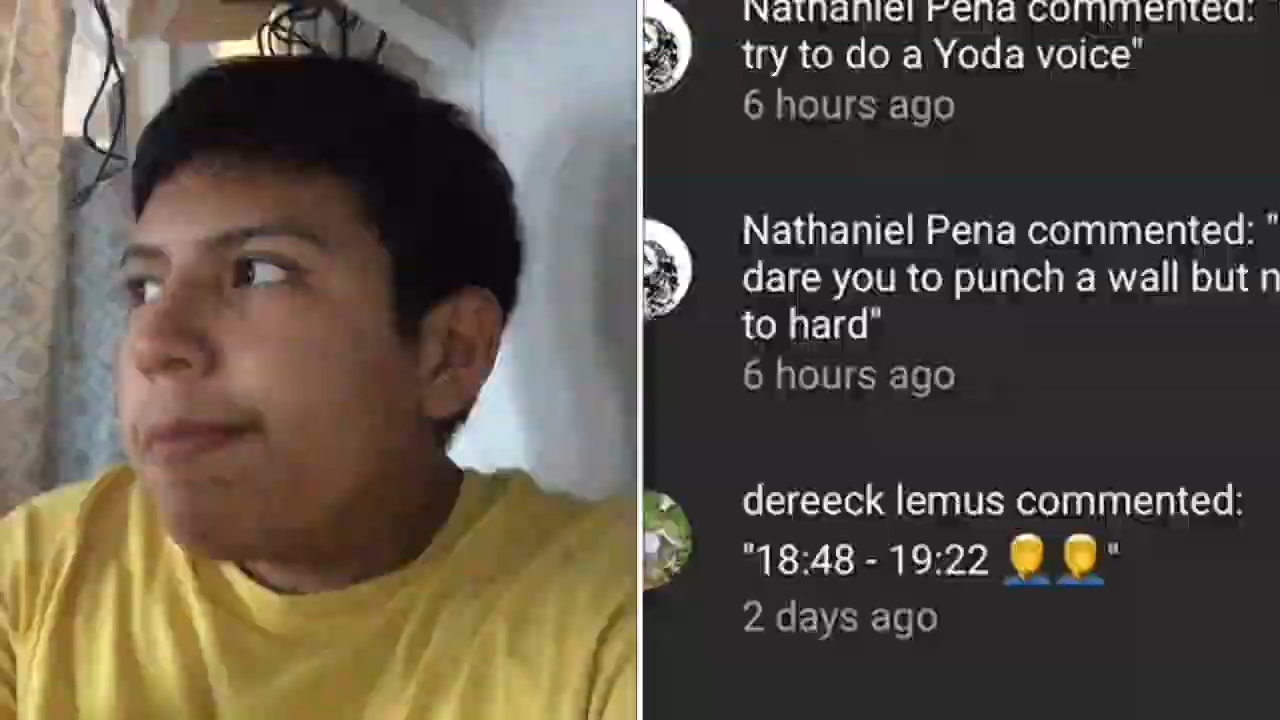 Nathaniel Pena commented: "
try to do a Yoda voice"
6 hours ago
Nathaniel Pena commented: "
dare you to punch a wall but
to hard"
6 hours ago
dereeck lemus commented:
"18:48 - 19:22 🤦‍♂️🤦‍♂️"
2 days ago